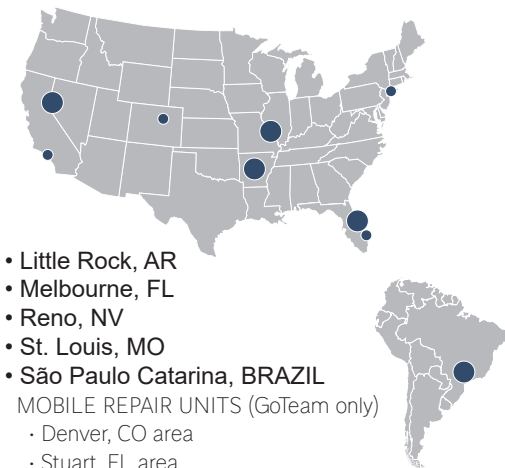 • Little Rock, AR
• Melbourne, FL
• Reno, NV
• St. Louis, MO
• São Paulo Catarina, BRAZIL
MOBILE REPAIR UNITS (GoTeam only)
· Denver, CO area
· Stuart, FL area